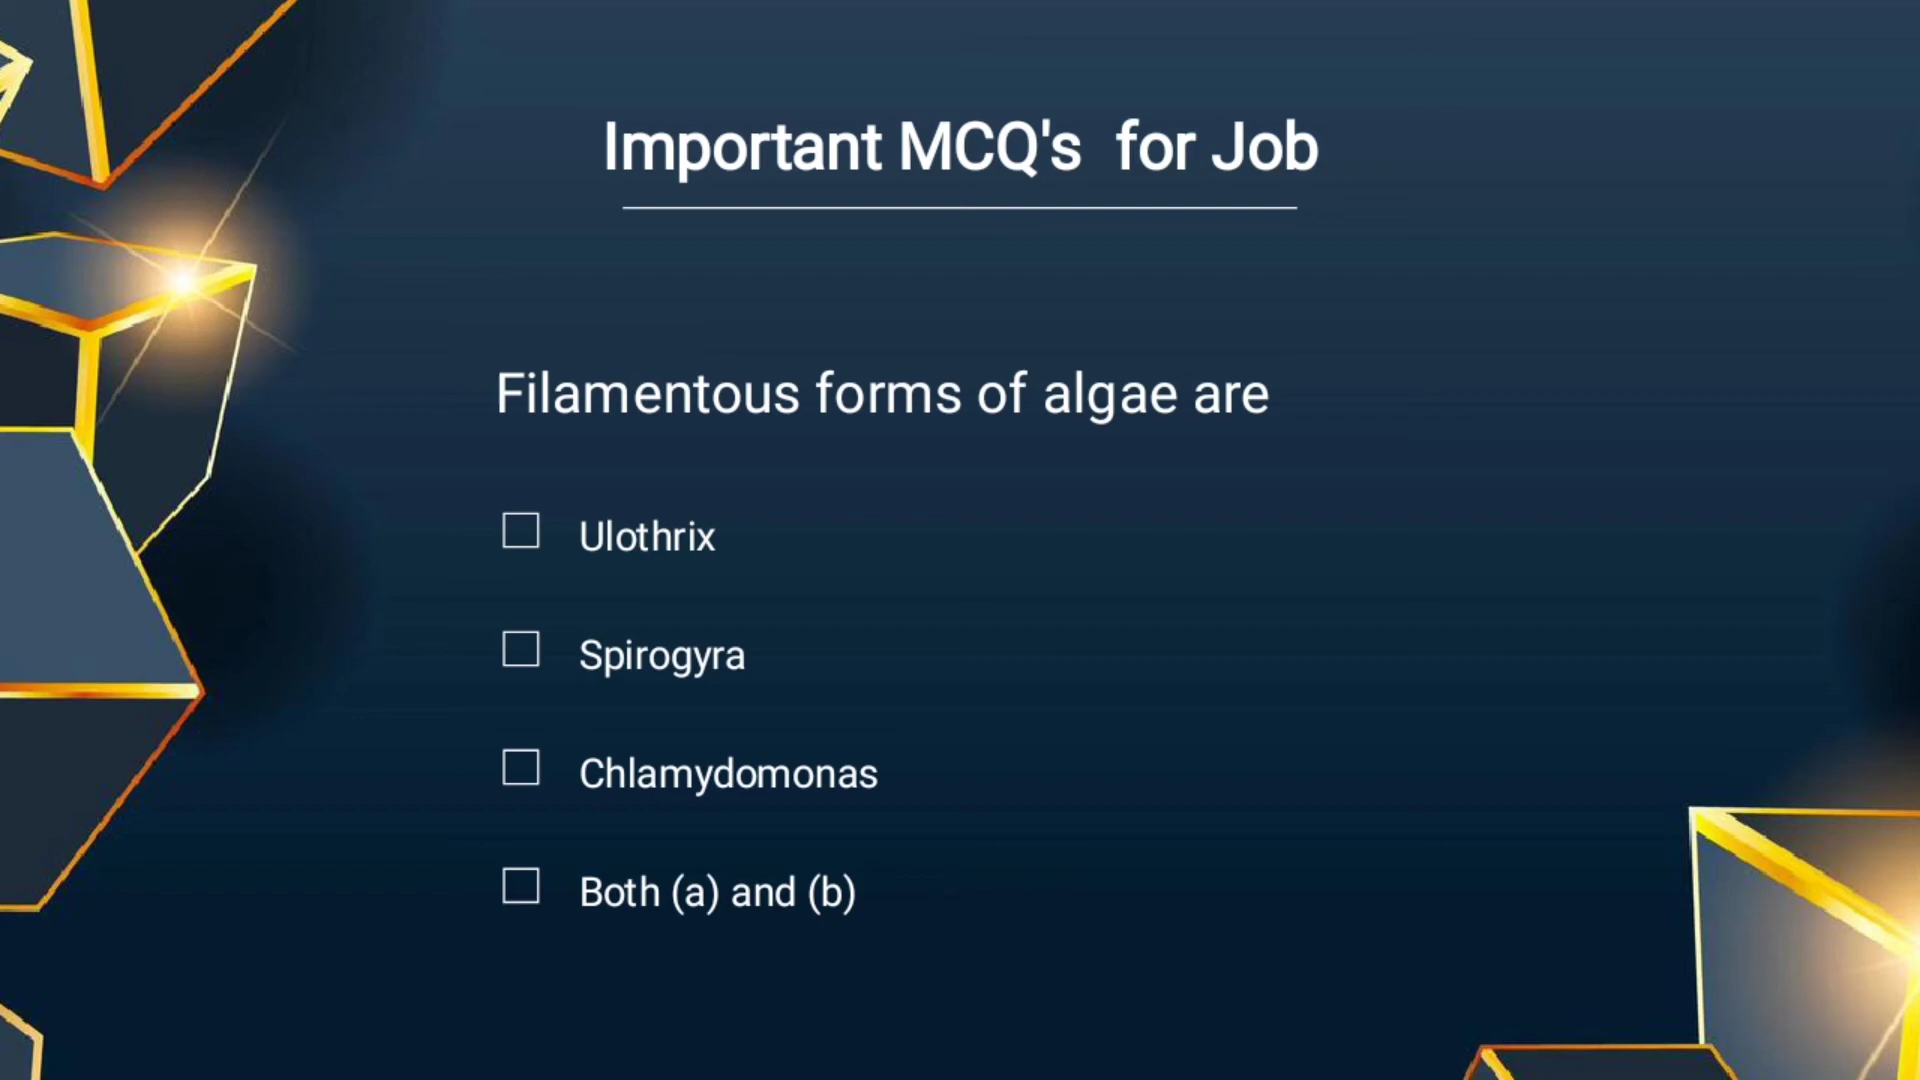 Important MCQ's  for Job
Filamentous forms of algae are
Ulothrix
Spirogyra
Chlamydomonas
Both (a) and (b)